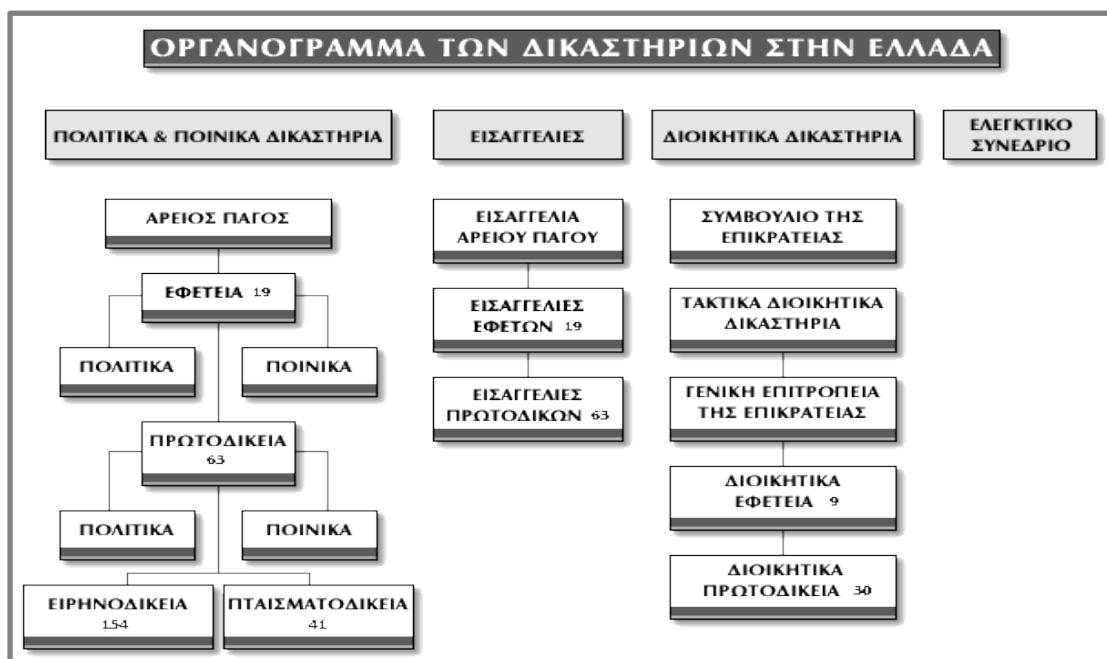 ΟΡΓΑΝΟΓΡΑΜΜΑ ΤΩΝ ΔΙΚΑΣΤΗΡΙΩΝ ΣΤΗΝ ΕΛΛΑΔΑ
ΠΟΛΙΤΙΚΑ & ΠΟΙΝΙΚΑ ΔΙΚΑΣΤΗΡΙΑ
ΑΡΕΙΟΣ ΠΑΓΟΣ
ΕΦΕΤΕΙΑ 19
ΠΟΛΙΤΙΚΑ
ΠΟΙΝΙΚΑ
ΠΡΩΤΟΔΙΚΕΙΑ
63
ΠΟΛΙΤΙΚΑ
ΠΟΙΝΙΚΑ
ΕΙΡΗΝΟΔΙΚΕΙΑ
154
ΠΤΑΙΣΜΑΤΟΔΙΚΕΙΑ
41
ΕΙΣΑΓΓΕΛΙΕΣ
ΕΙΣΑΓΓΕΛΙΑ
ΑΡΕΙΟΥ ΠΑΓΟΥ
ΕΙΣΑΓΓΕΛΙΕΣ
ΕΦΕΤΩΝ 19
ΕΙΣΑΓΓΕΛΙΕΣ
ΠΡΩΤΟΔΙΚΩΝ 63
ΔΙΟΙΚΗΤΙΚΑ ΔΙΚΑΣΤΗΡΙΑ
ΣΥΜΒΟΥΛΙΟ ΤΗΣ
ΕΠΙΚΡΑΤΕΙΑΣ
ΤΑΚΤΙΚΑ ΔΙΟΙΚΗΤΙΚΑ
ΔΙΚΑΣΤΗΡΙΑ
ΓΕΝΙΚΗ ΕΠΙΤΡΟΠΕΙΑ
ΤΗΣ ΕΠΙΚΡΑΤΕΙΑΣ
ΔΙΟΙΚΗΤΙΚΑ
ΕΦΕΤΕΙΑ 9
ΔΙΟΙΚΗΤΙΚΑ
ΠΡΩΤΟΔΙΚΕΙΑ 30
ΕΛΕΓΚΤΙΚΟ
ΣΥΝΕΔΡΙΟ